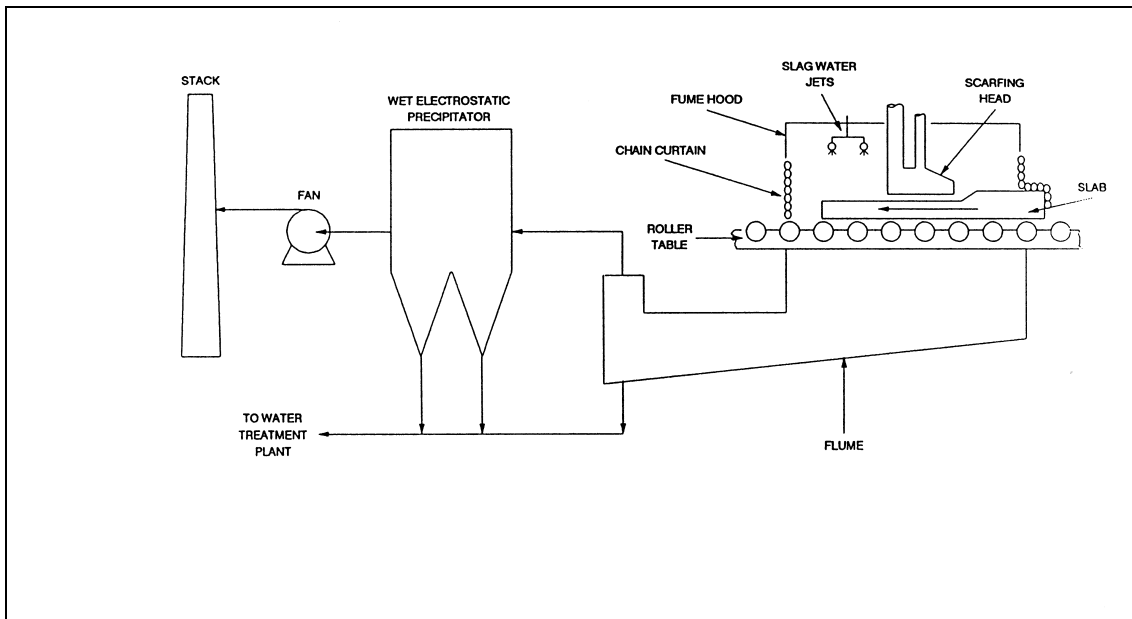 STACK
WET ELECTROSTATIC
PRECIPITATOR
FAN
SLAG WATER
JETS
SCARFING
HEAD
FUME HOOD
CHAIN CURTAIN
SLAB
ROLLER
TABLE
TO WATER
TREATMENT
PLANT
FLUME